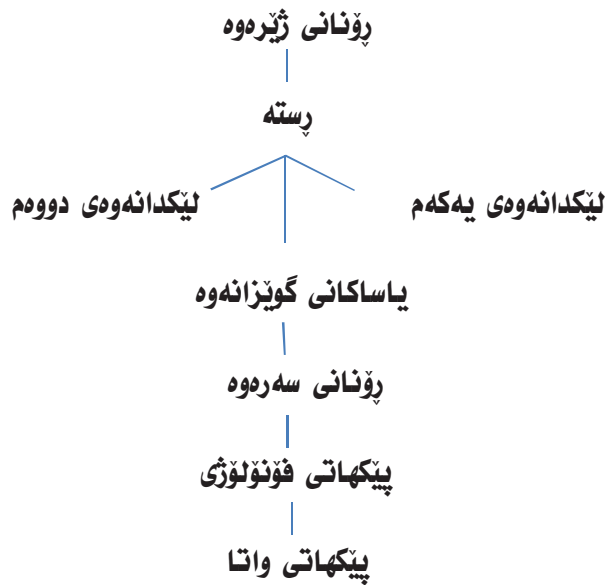 ڕۆنانی ژێرەوە
ڕستە
لێکدانەوەی یەکەم
لێکدانەوەی دووەم
یاساکانی گوێزانەوە
ڕۆنانی سەرەوە
پێکهاتی فۆنۆلۆژی
پێکهاتی واتا